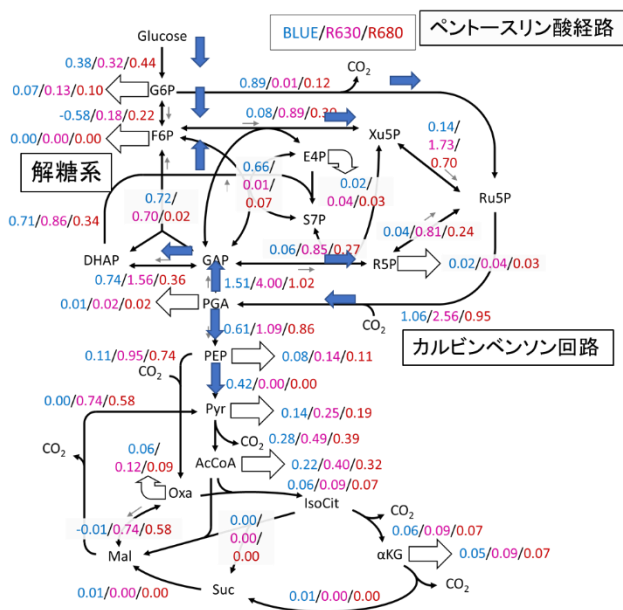 BLUE/R630/R680
ペントースリン酸経路
Glucose
0.38/0.32/0.44
CO2
0.07/0.13/0.10
G6P
0.89/0.01/0.12
-0.58/0.18/0.22
0.08/0.89/0.30
0.00/0.00/0.00
F6P
Xu5P
0.14/
1.73/
0.70
解糖系
0.66/
0.01/
0.07
E4P
0.02/
0.04/0.03
Ru5P
0.71/0.86/0.34
0.72/
0.70/0.02
S7P
0.04/0.81/0.24
0.06/0.85/0.27
DHAP
GAP
R5P
0.02/0.04/0.03
0.74/1.56/0.36
1.51/4.00/1.02
0.01/0.02/0.02
PGA
CO2
1.06/2.56/0.95
0.61/1.09/0.86
カルビンベンソン回路
0.11/0.95/0.74
PEP
0.08/0.14/0.11
CO2
0.42/0.00/0.00
0.00/0.74/0.58
Pyr
0.14/0.25/0.19
CO2
CO2
0.28/0.49/0.39
0.06/
0.12/0.09
AcCoA
0.22/0.40/0.32
Oxa
0.06/0.09/0.07
IsoCit
CO2
-0.01/0.74/0.58
0.00/
0.00/
0.00
0.06/0.09/0.07
Mal
αKG
0.05/0.09/0.07
Suc
CO2
0.01/0.00/0.00
0.01/0.00/0.00